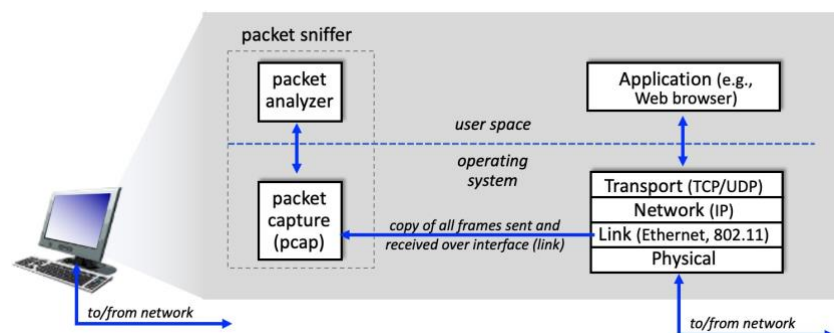 packet sniffer
packet
analyzer
Application (e.g.,
Web browser)
user space
operating
system
packet
capture
(pcap)
copy of all frames sent and
received over interface (link)
Transport (TCP/UDP)
Network (IP)
Link (Ethernet, 802.11)
Physical
to/from network
to/from network